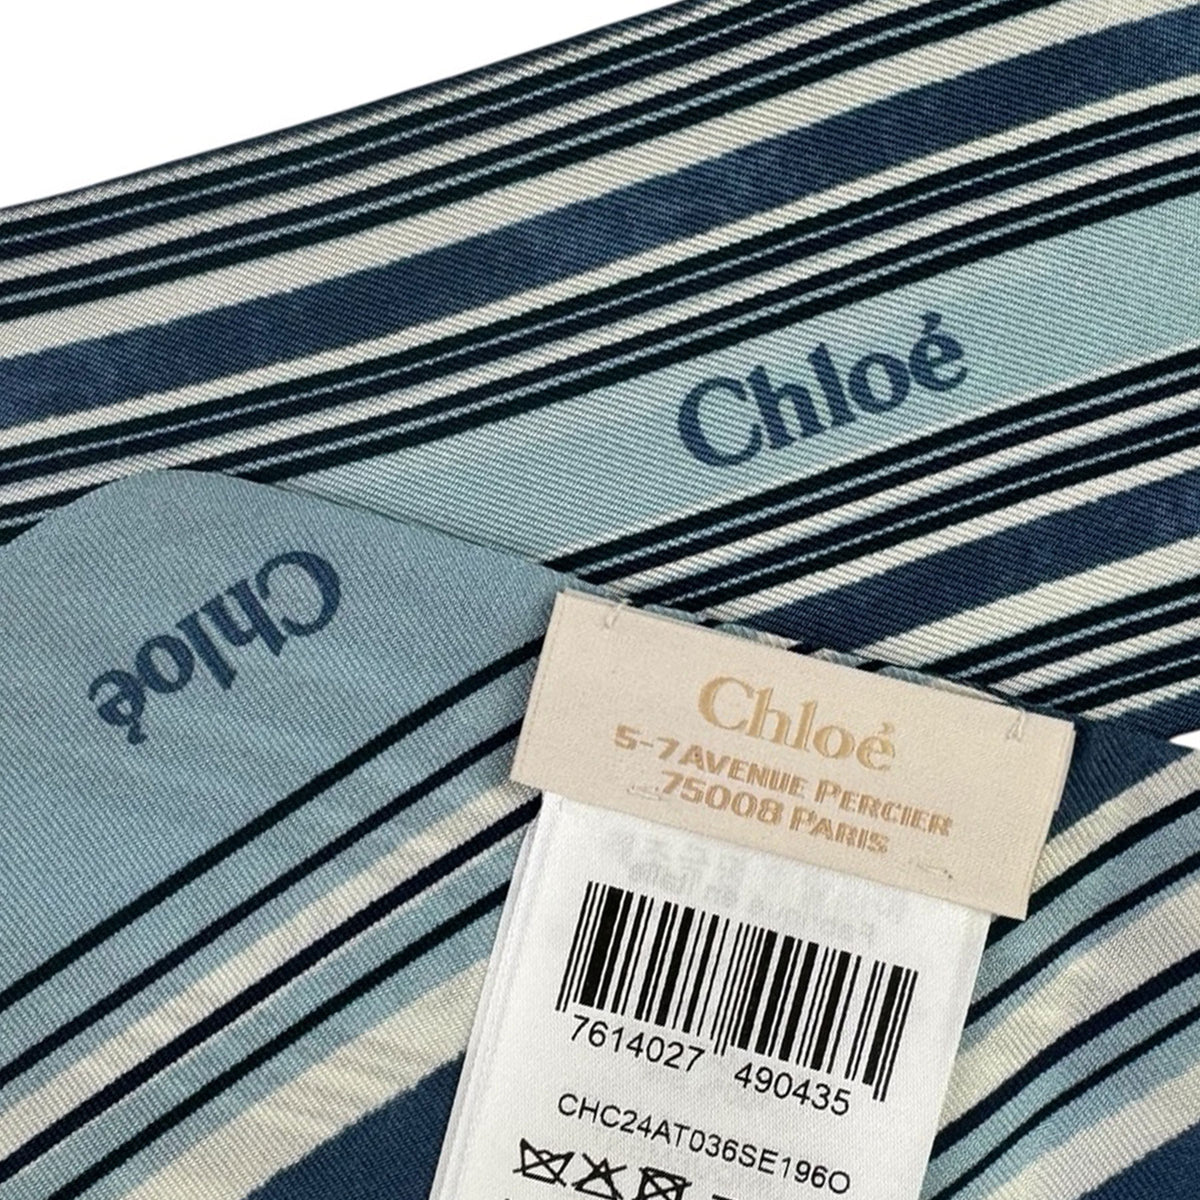 Chloé
Chloé
Chloé
5-7 AVENUE PERCIER
75008 PARIS
7614027 490435
CHC24AT036SE196O